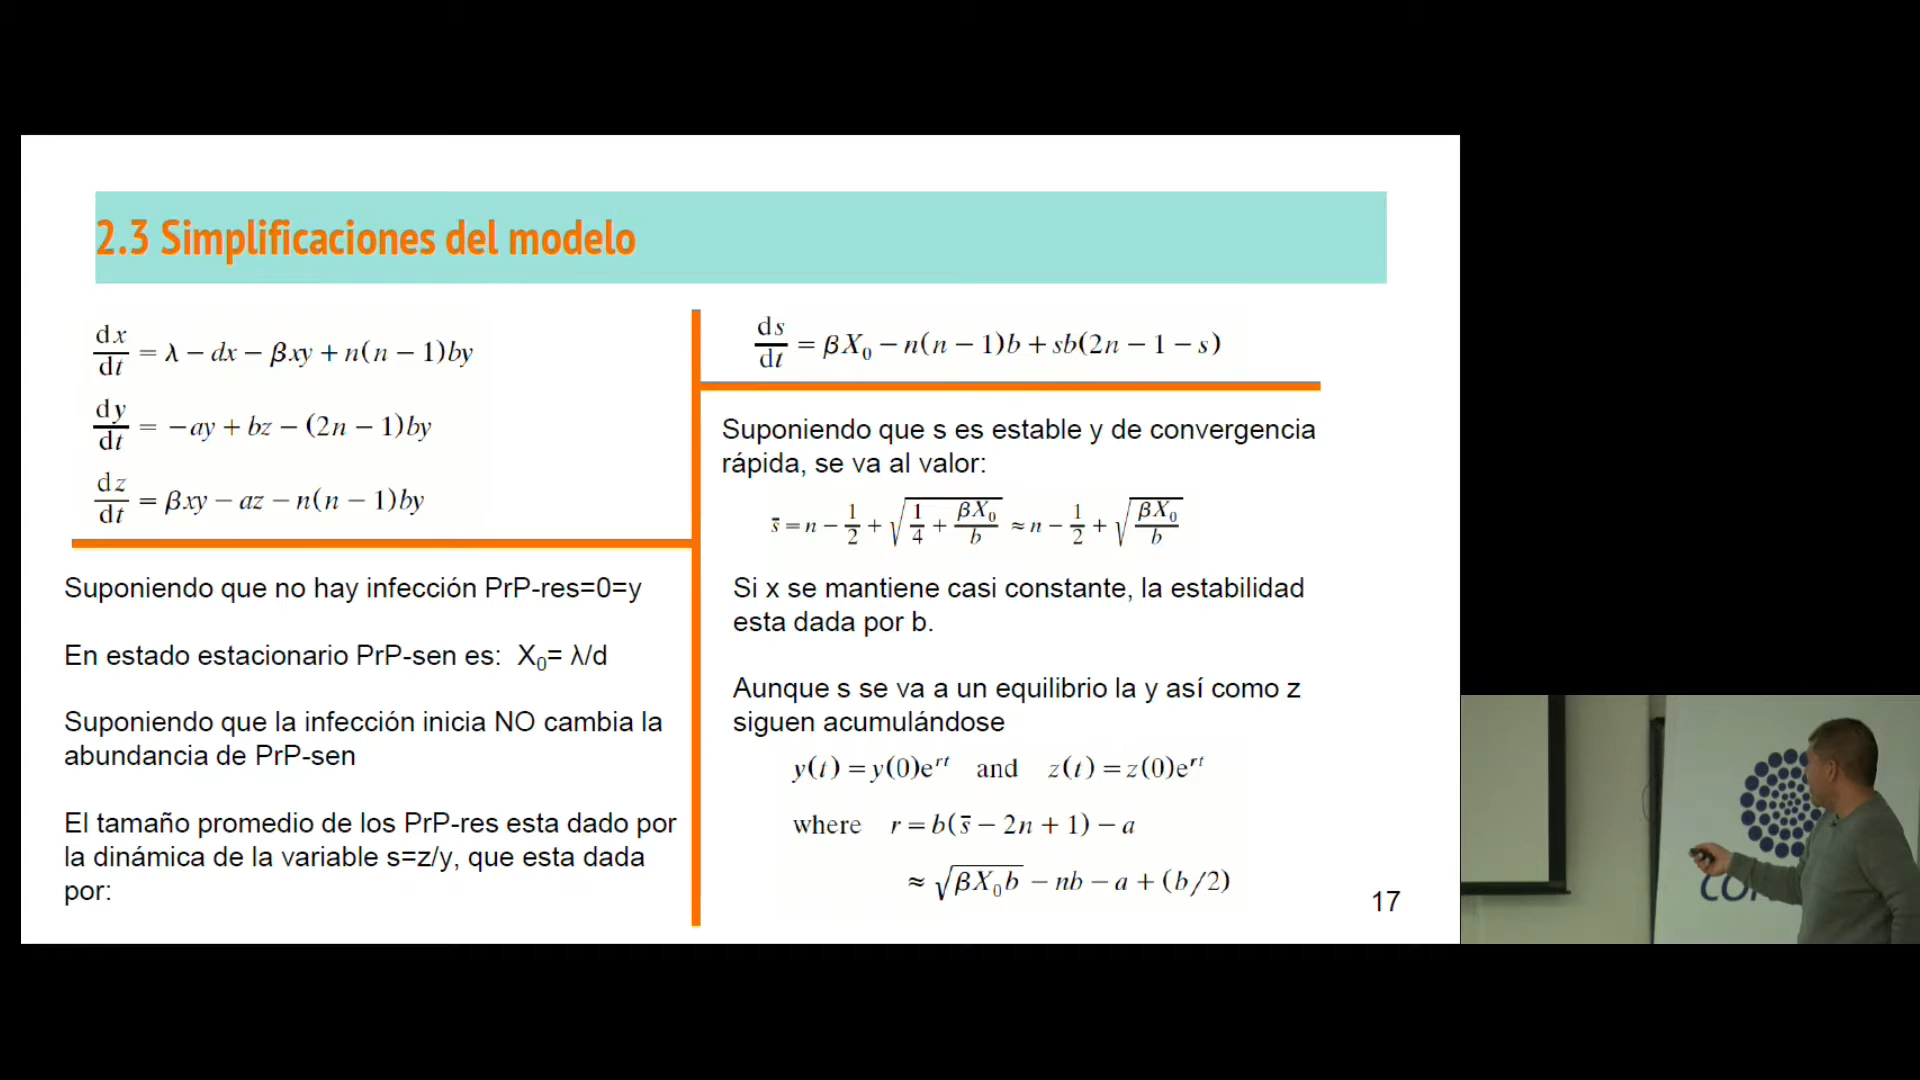 2.3 Simplificaciones del modelo
dx/dt = λ − dx − βxy + n(n − 1)by
dy/dt = −ay + bz − (2n − 1)by
dz/dt = βxy − az − n(n − 1)by
Suponiendo que no hay infección PrP-res=0=y
En estado estacionario PrP-sen es: X₀= λ/d
Suponiendo que la infección inicia NO cambia la
abundancia de PrP-sen
El tamaño promedio de los PrP-res esta dado por
la dinámica de la variable s=z/y, que esta dada
por:
ds/dt = βX₀ − n(n − 1)b + sb(2n − 1 − s)
Suponiendo que s es estable y de convergencia
rápida, se va al valor:
s̄ = n − 1/2 + √(1/4 + βX₀/b) ≈ n − 1/2 + √(βX₀/b)
Si x se mantiene casi constante, la estabilidad
esta dada por b.
Aunque s se va a un equilibrio la y así como z
siguen acumulándose
y(t) = y(0)eʳᵗ and z(t) = z(0)eʳᵗ
where r = b(s̄ − 2n + 1) − a
≈ √(βX₀b) − nb − a + (b/2)
17